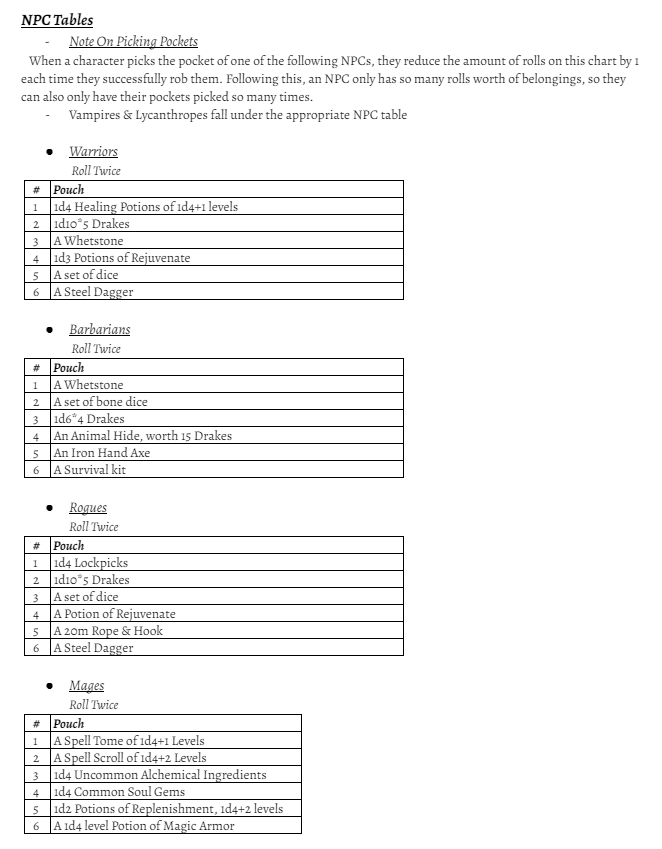 NPC Tables
- Note On Picking Pockets
When a character picks the pocket of one of the following NPCs, they reduce the amount of rolls on this chart by 1
each time they successfully rob them. Following this, an NPC only has so many rolls worth of belongings, so they
can also only have their pockets picked so many times.
- Vampires & Lycanthropes fall under the appropriate NPC table
● Warriors
Roll Twice
# Pouch
1 1d4 Healing Potions of 1d4+1 levels
2 1d10*5 Drakes
3 A Whetstone
4 1d3 Potions of Rejuvenate
5 A set of dice
6 A Steel Dagger
● Barbarians
Roll Twice
# Pouch
1 A Whetstone
2 A set of bone dice
3 1d6*4 Drakes
4 An Animal Hide, worth 15 Drakes
5 An Iron Hand Axe
6 A Survival kit
● Rogues
Roll Twice
# Pouch
1 1d4 Lockpicks
2 1d10*5 Drakes
3 A set of dice
4 A Potion of Rejuvenate
5 A 20m Rope & Hook
6 A Steel Dagger
● Mages
Roll Twice
# Pouch
1 A Spell Tome of 1d4+1 Levels
2 A Spell Scroll of 1d4+2 Levels
3 1d4 Uncommon Alchemical Ingredients
4 1d4 Common Soul Gems
5 1d2 Potions of Replenishment, 1d4+2 levels
6 A 1d4 level Potion of Magic Armor